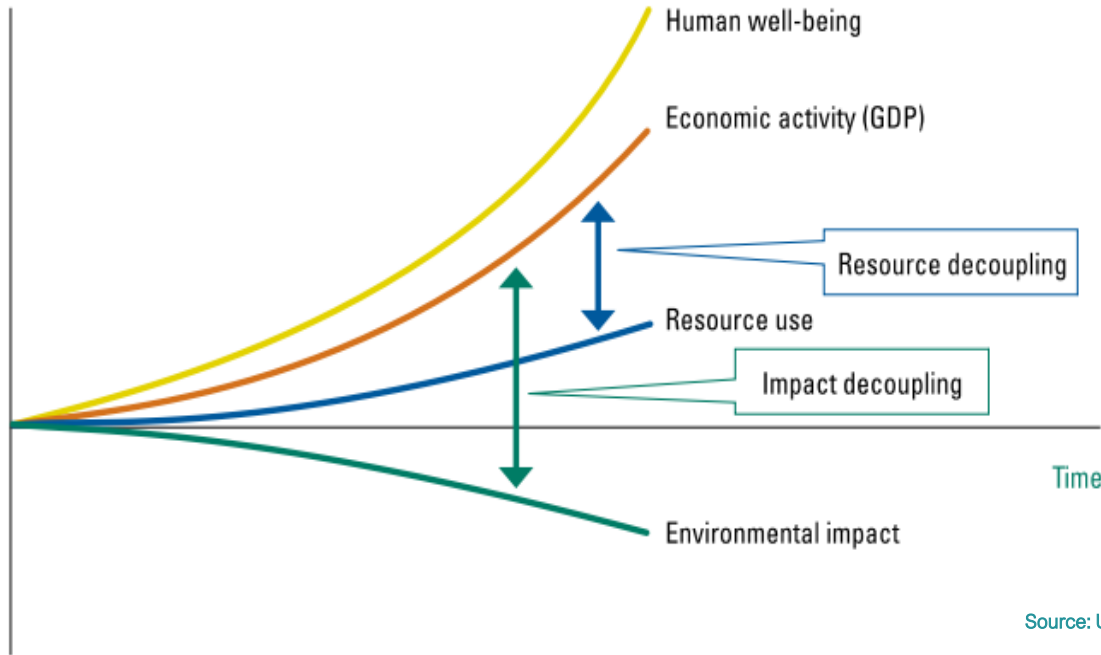 Human well-being
Economic activity (GDP)
Resource decoupling
Resource use
Impact decoupling
Time
Environmental impact
Source: